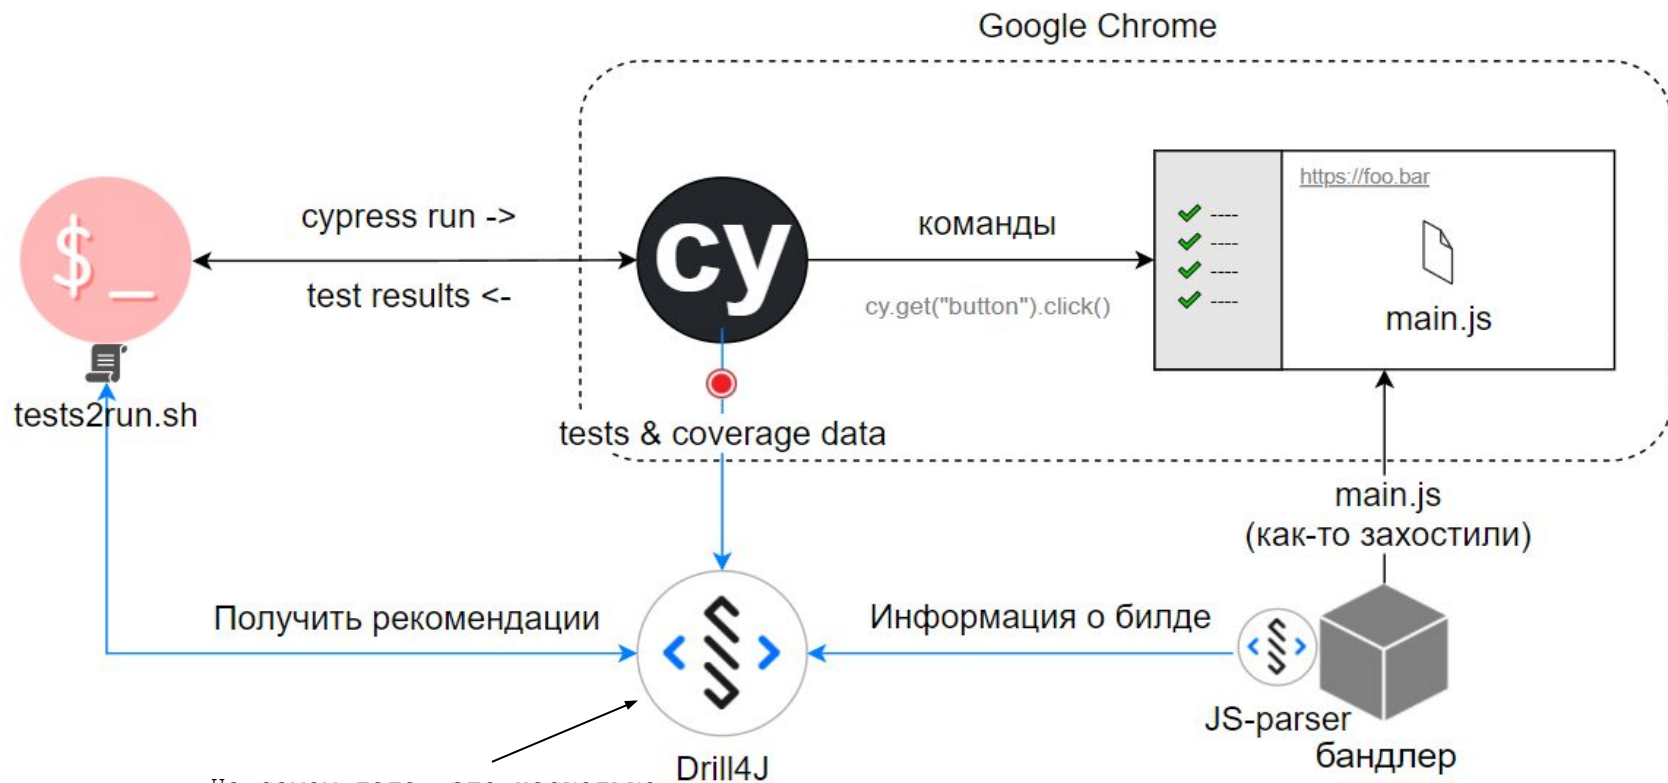 Google Chrome
https://foo.bar
cypress run ->
test results <-
$_
cy
команды
cy.get("button").click()
main.js
tests2run.sh
tests & coverage data
main.js
(как-то захостили)
Получить рекомендации
Информация о билде
JS-parser
бандлер
Drill4J